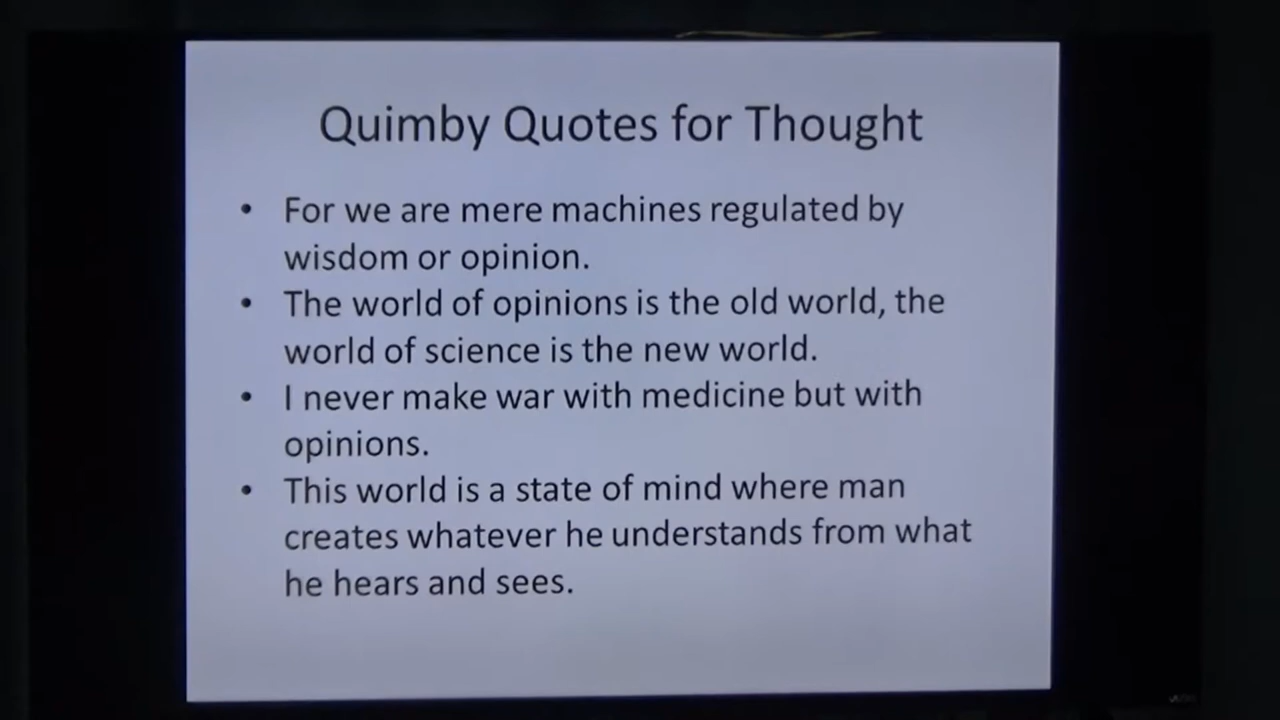 Quimby Quotes for Thought
• For we are mere machines regulated by
wisdom or opinion.
• The world of opinions is the old world, the
world of science is the new world.
• I never make war with medicine but with
opinions.
• This world is a state of mind where man
creates whatever he understands from what
he hears and sees.